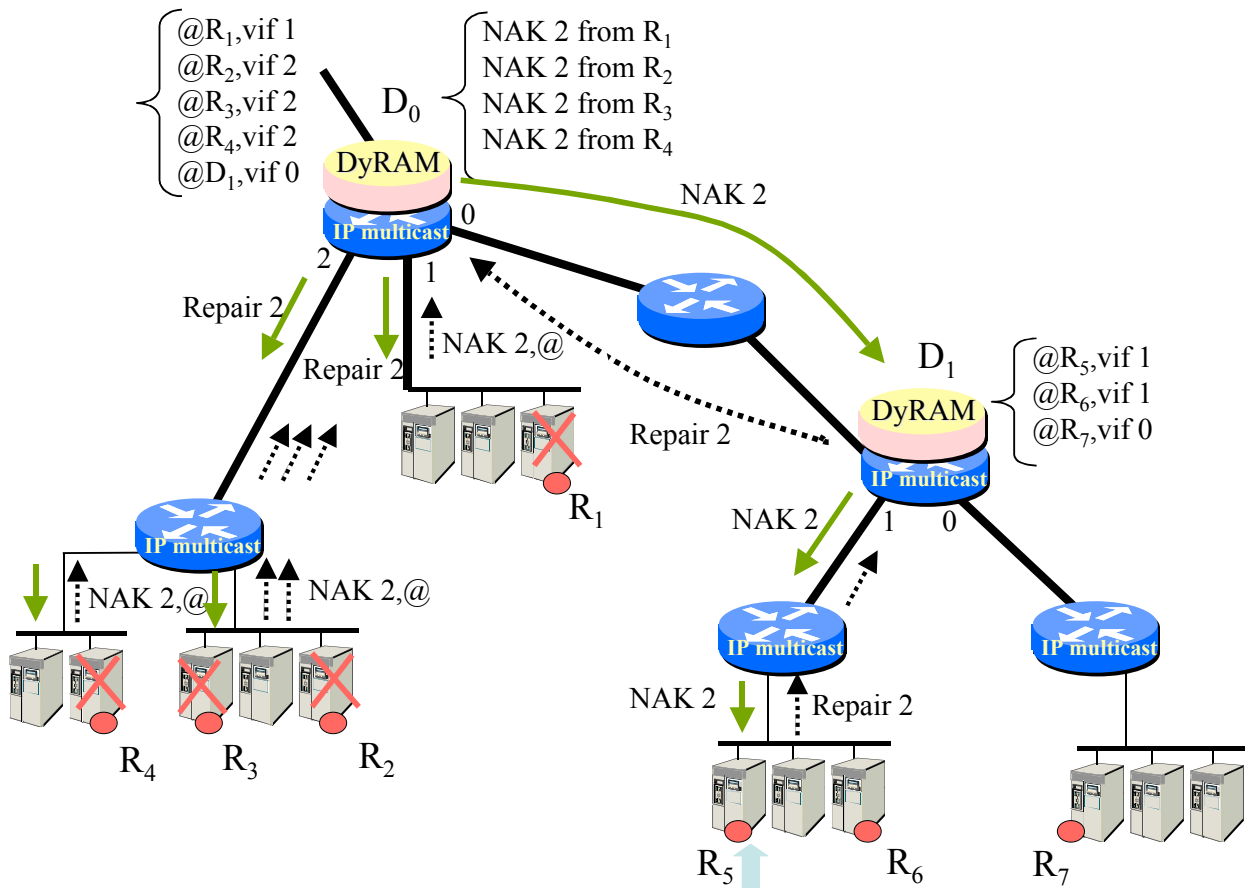 @R₁,vif 1
@R₂,vif 2
@R₃,vif 2
@R₄,vif 2
@D₁,vif 0
D₀
NAK 2 from R₁
NAK 2 from R₂
NAK 2 from R₃
NAK 2 from R₄
DyRAM
IP multicast
0
1
2
NAK 2
Repair 2
Repair 2
NAK 2,@
R₁
Repair 2
D₁
@R₅,vif 1
@R₆,vif 1
@R₇,vif 0
DyRAM
IP multicast
1
0
NAK 2
IP multicast
NAK 2,@
NAK 2,@
R₄
R₃
R₂
IP multicast
IP multicast
NAK 2
Repair 2
R₅
R₆
R₇